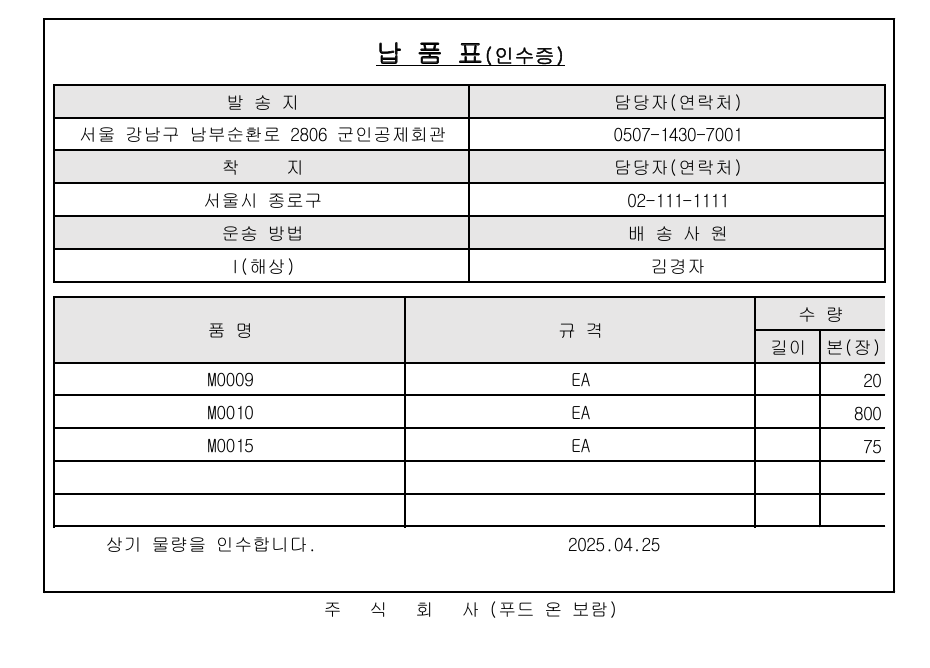 납 품 표(인수증)
발 송 지 담당자(연락처)
서울 강남구 남부순환로 2806 군인공제회관 0507-1430-7001
착 지 담당자(연락처)
서울시 종로구 02-111-1111
운송 방법 배 송 사 원
I(해상) 김경자
품 명 규 격 수 량
길이 본(장)
M0009 EA 20
M0010 EA 800
M0015 EA 75
상기 물량을 인수합니다. 2025.04.25
주 식 회 사 (푸드 온 보람)